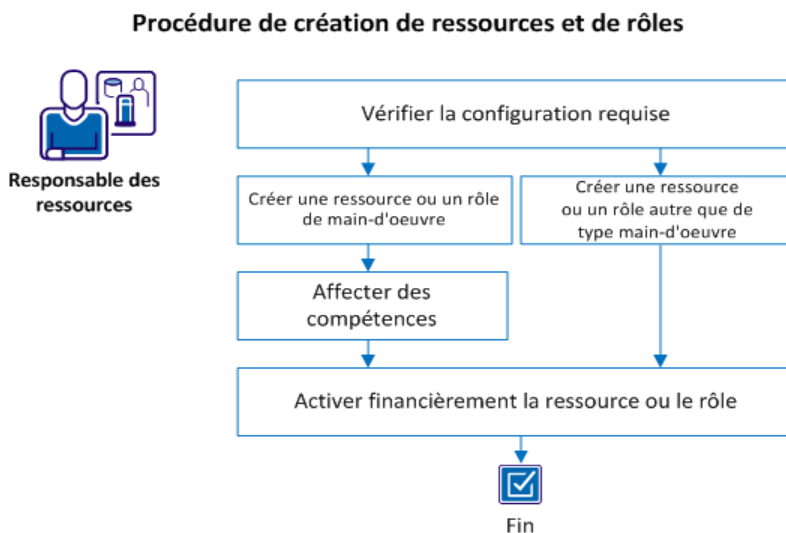 Procédure de création de ressources et de rôles
Responsable des
ressources
Vérifier la configuration requise
Créer une ressource ou un rôle
de main-d'oeuvre
Créer une ressource
ou un rôle autre que de
type main-d'oeuvre
Affecter des
compétences
Activer financièrement la ressource ou le rôle
Fin